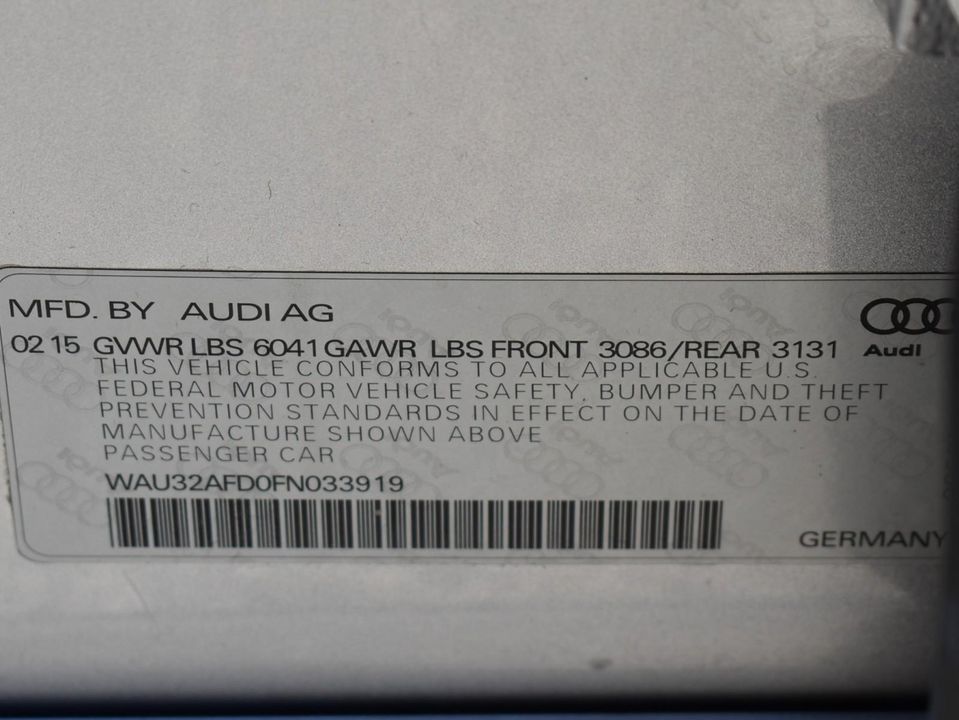 MFD. BY AUDI AG
02 15 GVWR LBS 6041 GAWR LBS FRONT 3086/REAR 3131
Audi
THIS VEHICLE CONFORMS TO ALL APPLICABLE U.S.
FEDERAL MOTOR VEHICLE SAFETY, BUMPER AND THEFT
PREVENTION STANDARDS IN EFFECT ON THE DATE OF
MANUFACTURE SHOWN ABOVE
PASSENGER CAR
WAU32AFD0FN033919
GERMANY